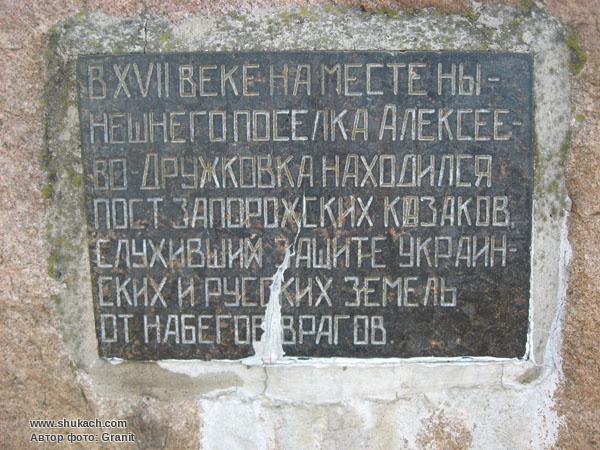 В XVII ВЕКЕ НА МЕСТЕ НЫ-
НЕШНЕГО ПОСЕЛКА АЛЕКСЕЕ-
ВО-ДРУЖКОВКА НАХОДИЛСЯ
ПОСТ ЗАПОРОЖСКИХ КАЗАКОВ,
СЛУЖИВШИХ ЗАЩИТЕ УКРАИН-
СКИХ И РУССКИХ ЗЕМЕЛЬ
ОТ НАБЕГОВ ВРАГОВ.
www.shukach.com
Автор фото: Granit